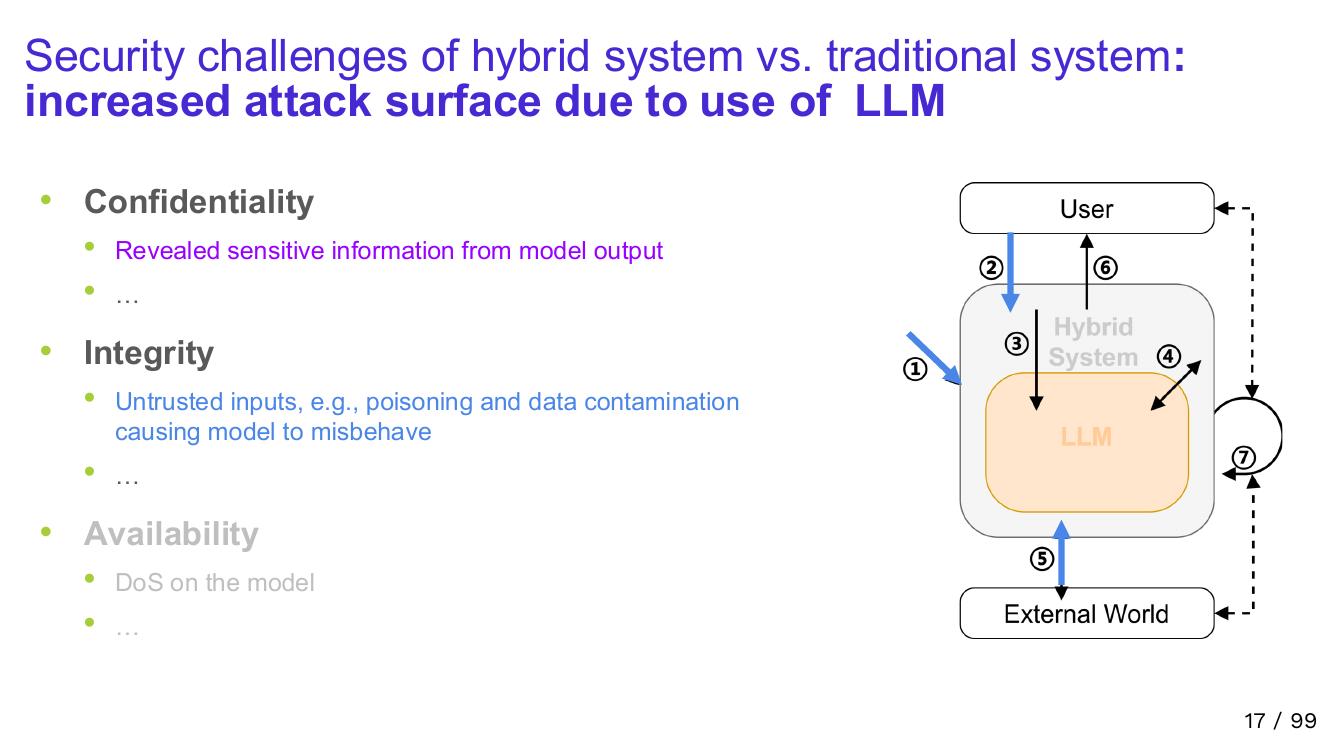 Security challenges of hybrid system vs. traditional system:
increased attack surface due to use of LLM
• Confidentiality
• Revealed sensitive information from model output
• …
• Integrity
• Untrusted inputs, e.g., poisoning and data contamination
causing model to misbehave
• …
• Availability
• DoS on the model
• …
User
②
⑥
Hybrid
System
③
④
①
LLM
⑦
⑤
External World
17 / 99